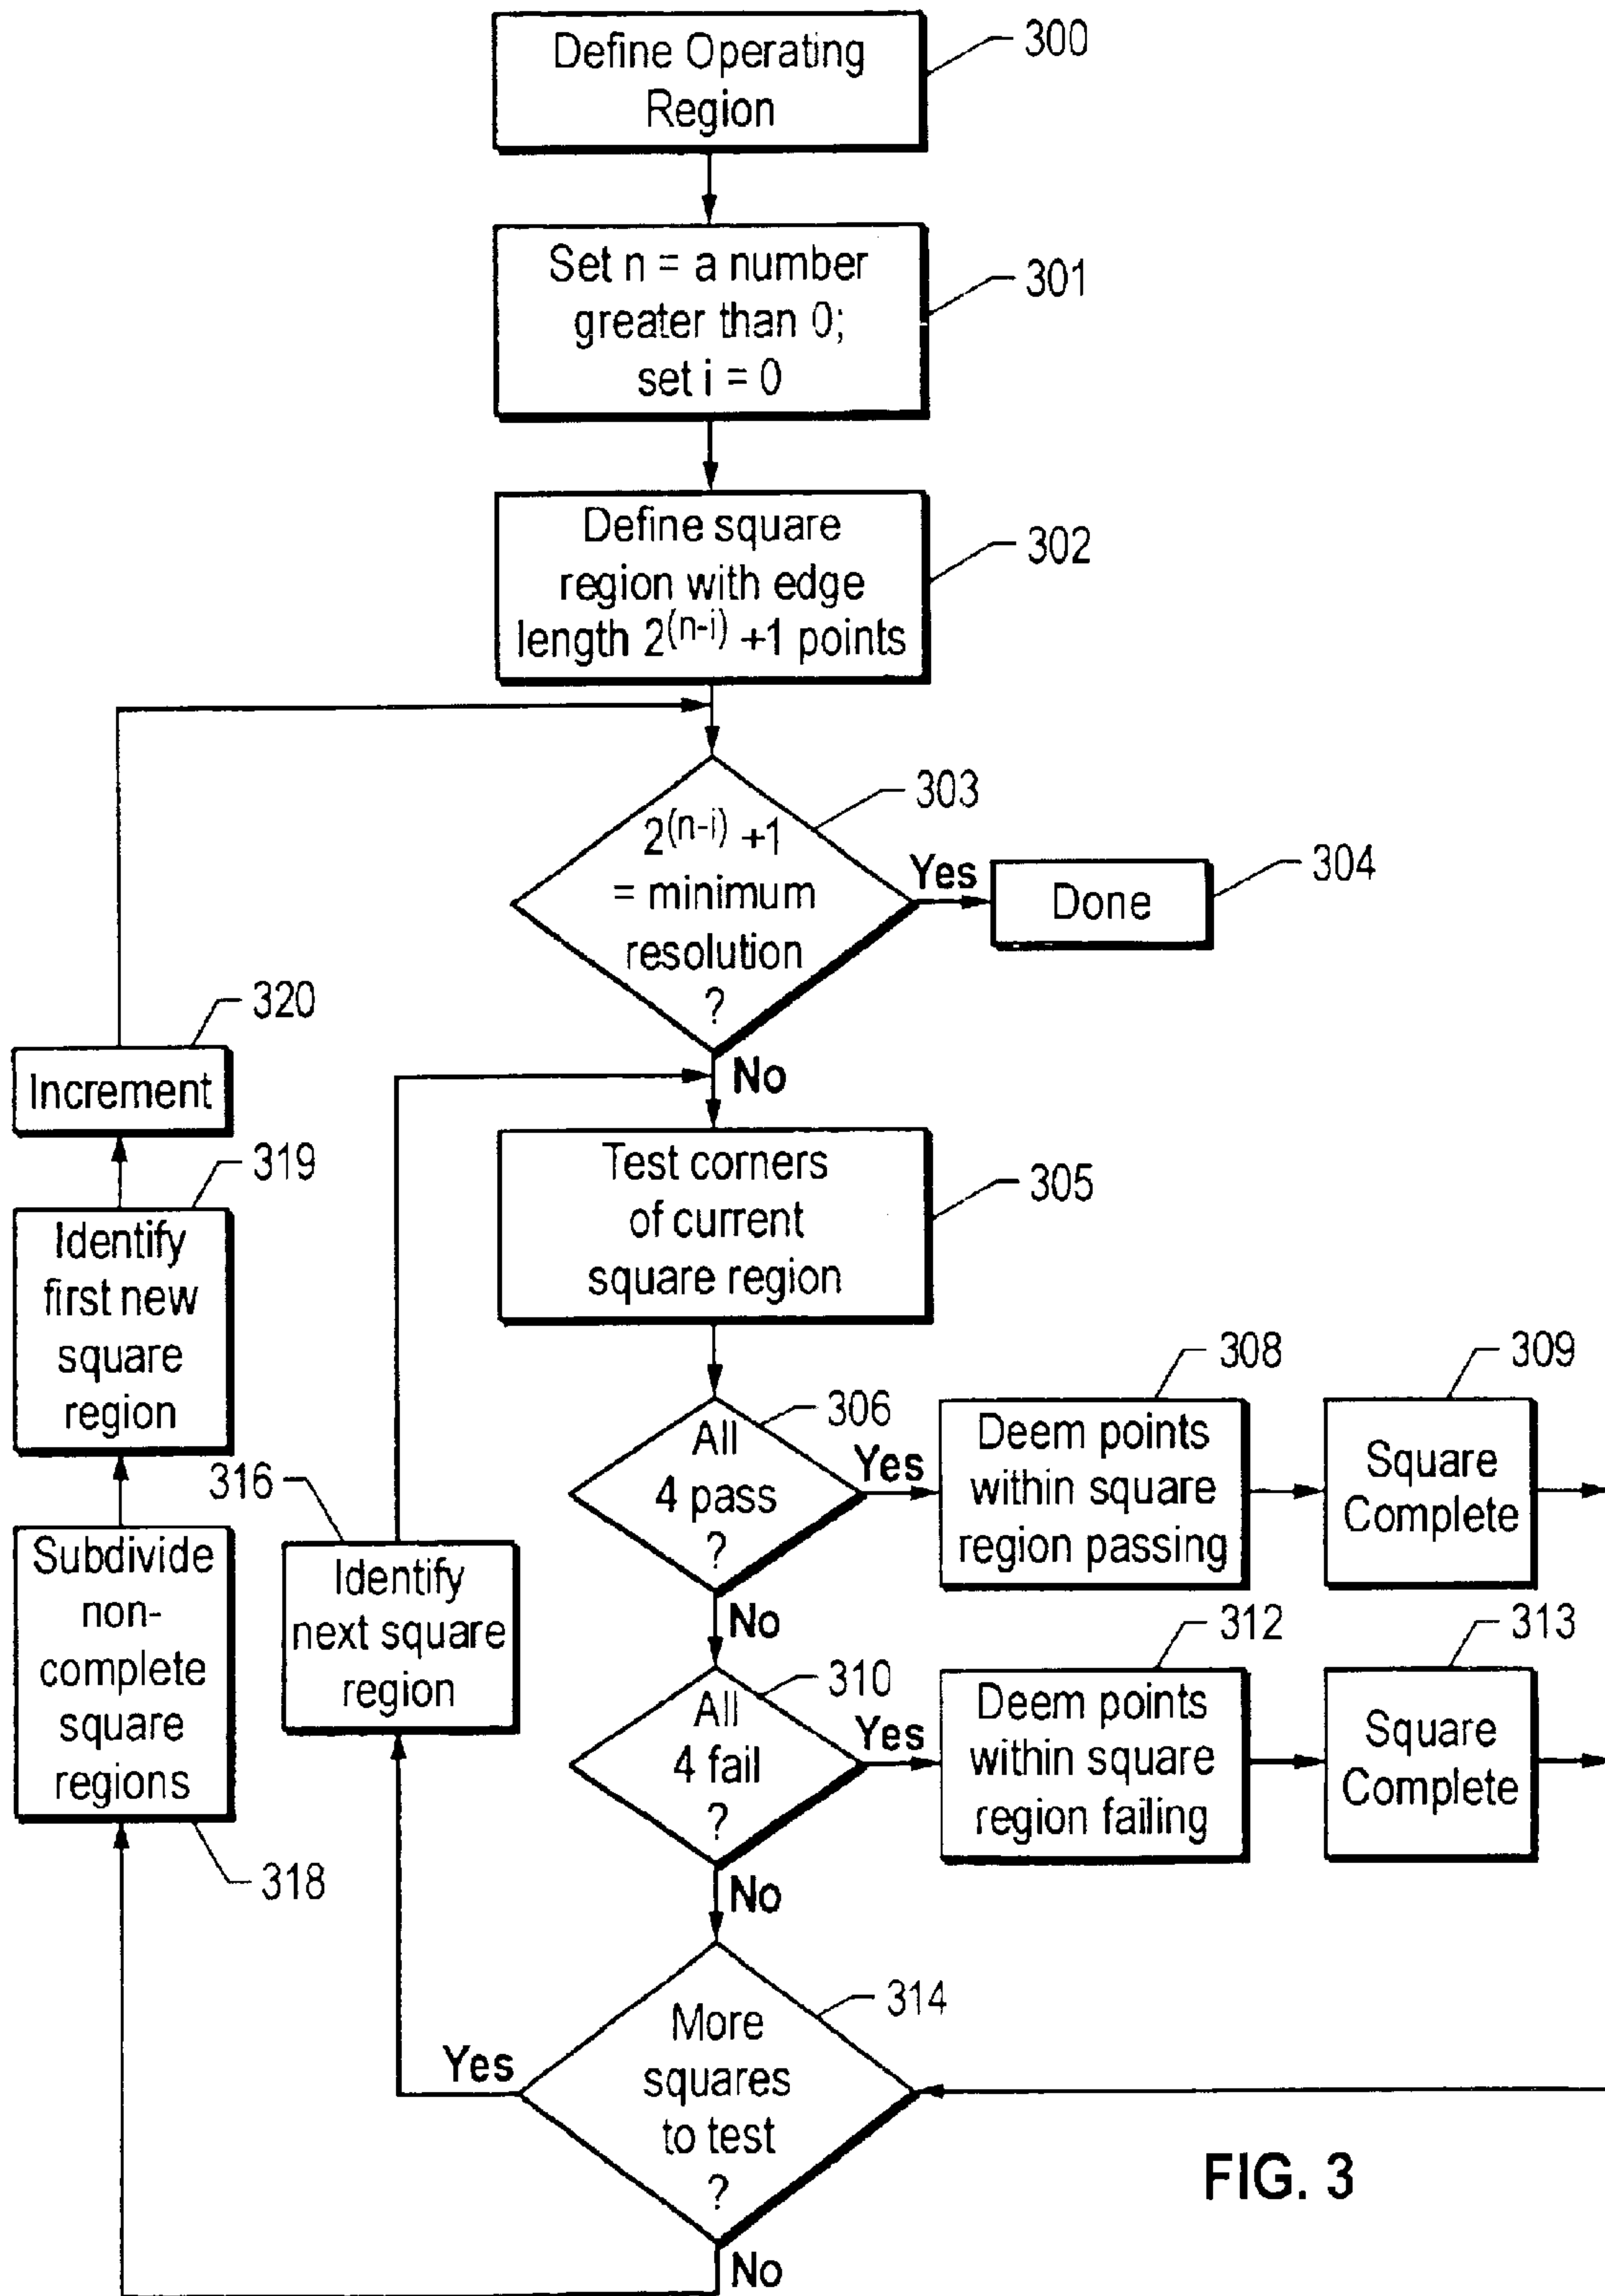 Define Operating
Region
300
Set n = a number
greater than 0;
set i = 0
301
Define square
region with edge
length 2^(n-i) +1 points
302
2^(n-i) +1
= minimum
resolution
?
303
Yes
Done
304
No
320
Increment
319
Identify
first new
square
region
Test corners
of current
square region
305
All
4 pass
?
306
Yes
Deem points
within square
region passing
308
Square
Complete
309
No
316
Identify
next square
region
Subdivide
non-
complete
square
regions
318
All
4 fail
?
310
Yes
Deem points
within square
region failing
312
Square
Complete
313
No
More
squares
to test
?
314
Yes
No
FIG. 3